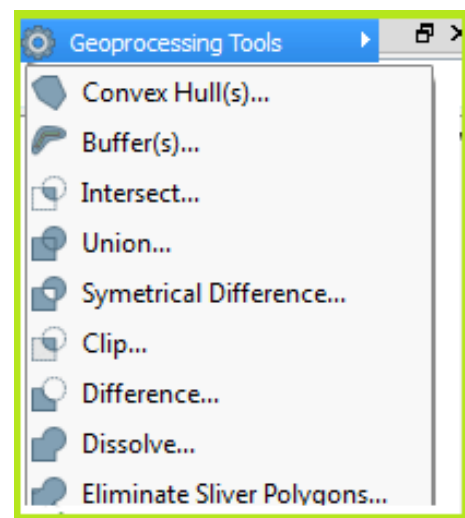 Geoprocessing Tools
Convex Hull(s)...
Buffer(s)...
Intersect...
Union...
Symetrical Difference...
Clip...
Difference...
Dissolve...
Eliminate Sliver Polygons...